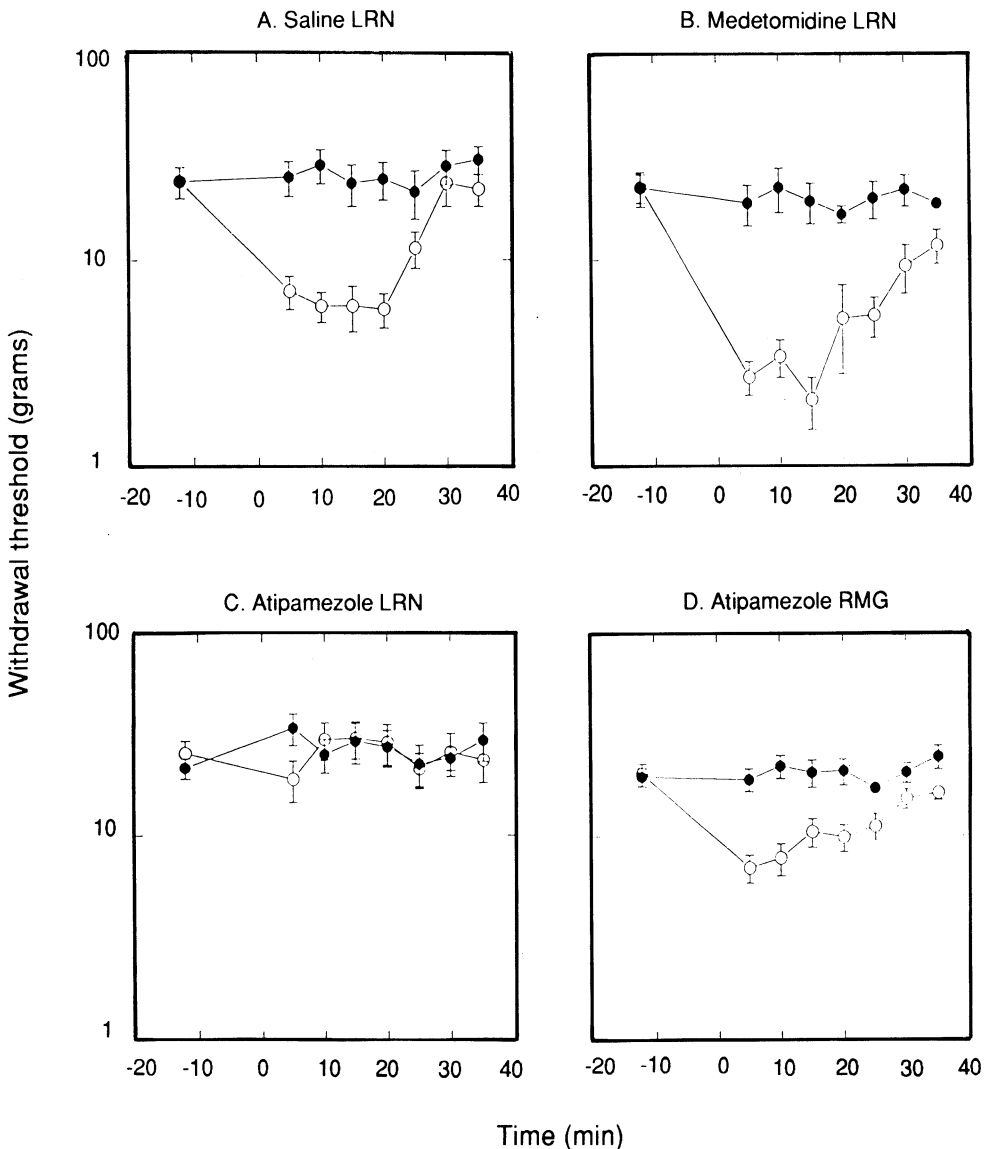 A. Saline LRN
B. Medetomidine LRN
100
10
1
-20 -10 0 10 20 30 40
-20 -10 0 10 20 30 40
Withdrawal threshold (grams)
C. Atipamezole LRN
D. Atipamezole RMG
100
10
1
-20 -10 0 10 20 30 40
-20 -10 0 10 20 30 40
Time (min)